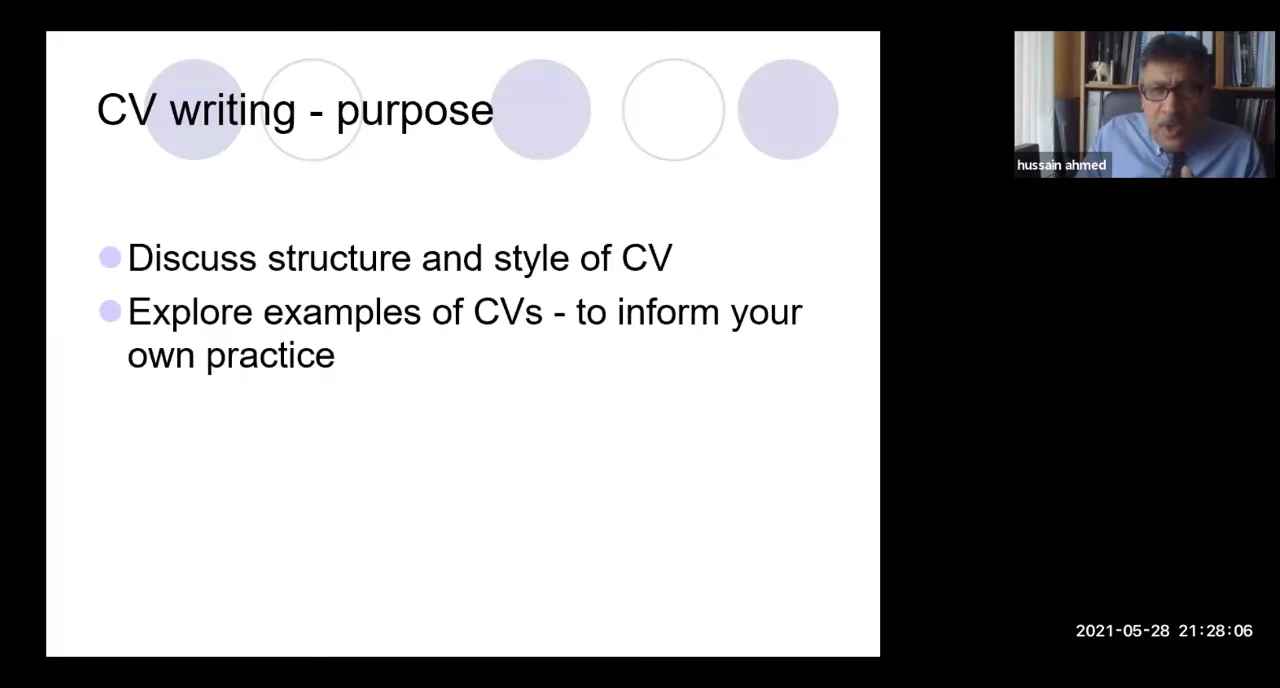 CV writing - purpose
Discuss structure and style of CV
Explore examples of CVs - to inform your
own practice
hussain ahmed
2021-05-28 21:28:06